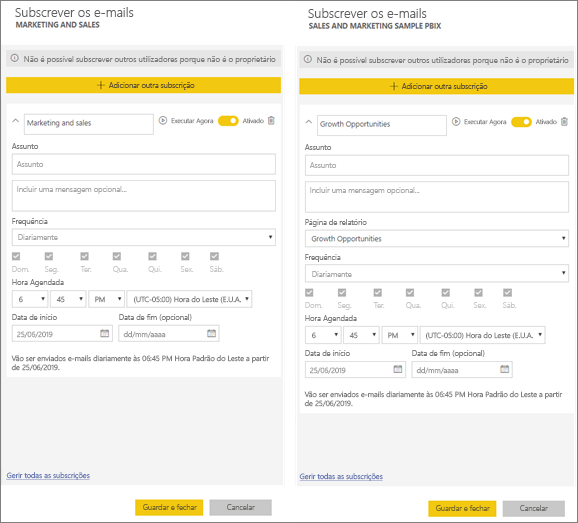 Subscrever os e-mails
MARKETING AND SALES
Não é possível subscrever outros utilizadores porque não é o proprietário
Adicionar outra subscrição
Marketing and sales
Executar Agora
Ativado
Assunto
Assunto
Incluir uma mensagem opcional...
Frequência
Diariamente
Dom. Seg. Ter. Qua. Qui. Sex. Sáb.
Hora Agendada
6 45 PM (UTC-05:00) Hora do Leste (E.U.A.
Data de início Data de fim (opcional)
25/06/2019 dd/mm/aaaa
Vão ser enviados e-mails diariamente às 06:45 PM Hora Padrão do Leste a partir
de 25/06/2019.
Gerir todas as subscrições
Guardar e fechar Cancelar
Subscrever os e-mails
SALES AND MARKETING SAMPLE PBIX
Não é possível subscrever outros utilizadores porque não é o proprietário
Adicionar outra subscrição
Growth Opportunities
Executar Agora
Ativado
Assunto
Assunto
Incluir uma mensagem opcional...
Página de relatório
Growth Opportunities
Frequência
Diariamente
Dom. Seg. Ter. Qua. Qui. Sex. Sáb.
Hora Agendada
6 45 PM (UTC-05:00) Hora do Leste (E.U.A.
Data de início Data de fim (opcional)
25/06/2019 dd/mm/aaaa
Vão ser enviados e-mails diariamente às 06:45 PM Hora Padrão do Leste a partir
de 25/06/2019.
Gerir todas as subscrições
Guardar e fechar Cancelar